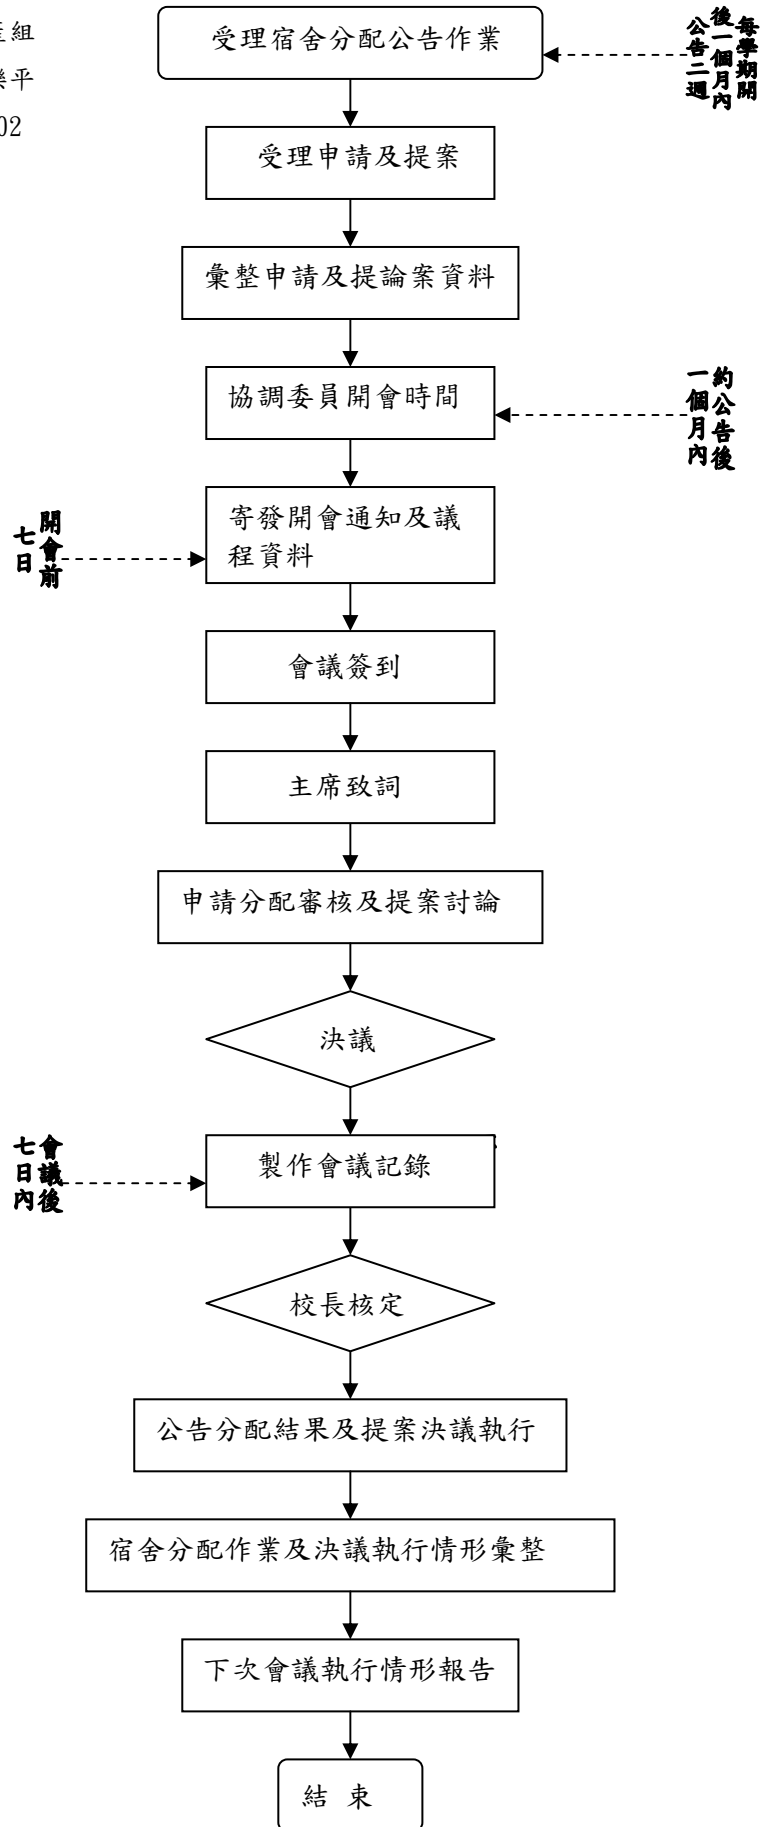 產組
樂平
02
受理宿舍分配公告作業
每學期開
後一個月內
公告二週
受理申請及提案
彙整申請及提論案資料
協調委員開會時間
約公告後
一個月內
寄發開會通知及議
程資料
開會前
七日
會議簽到
主席致詞
申請分配審核及提案討論
決議
製作會議記錄
會議後
七日內
校長核定
公告分配結果及提案決議執行
宿舍分配作業及決議執行情形彙整
下次會議執行情形報告
結 束